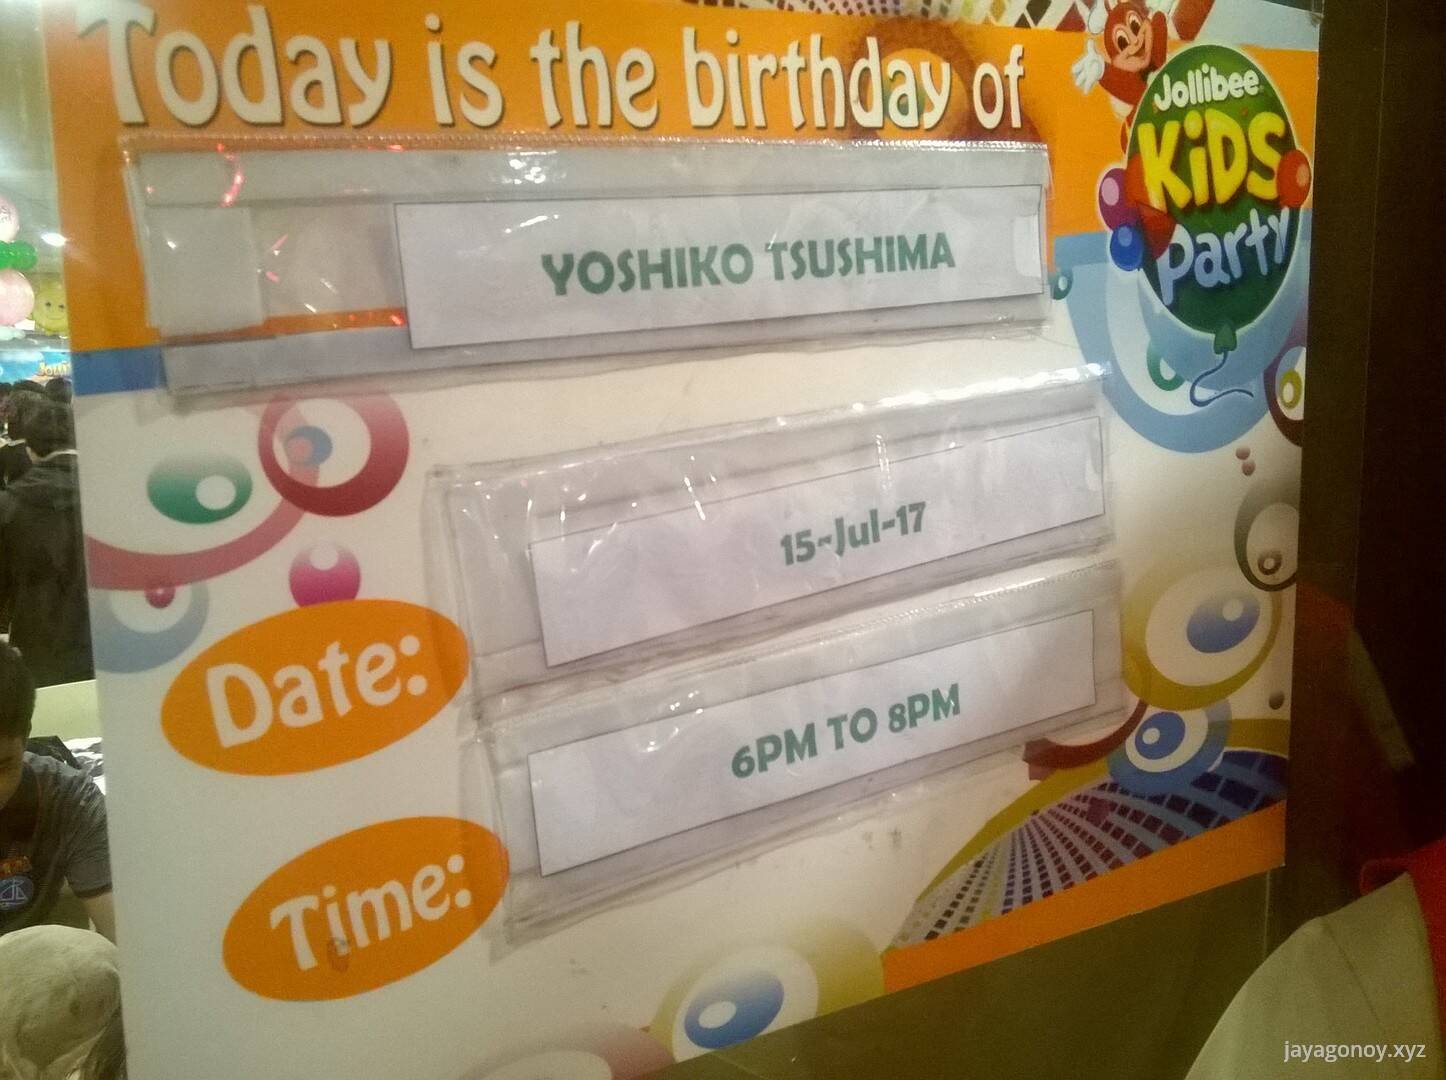 Today is the birthday of
Jollibee
KiDS
Party
YOSHIKO TSUSHIMA
Date:
15-Jul-17
Time:
6PM TO 8PM
jayagonoy.xyz